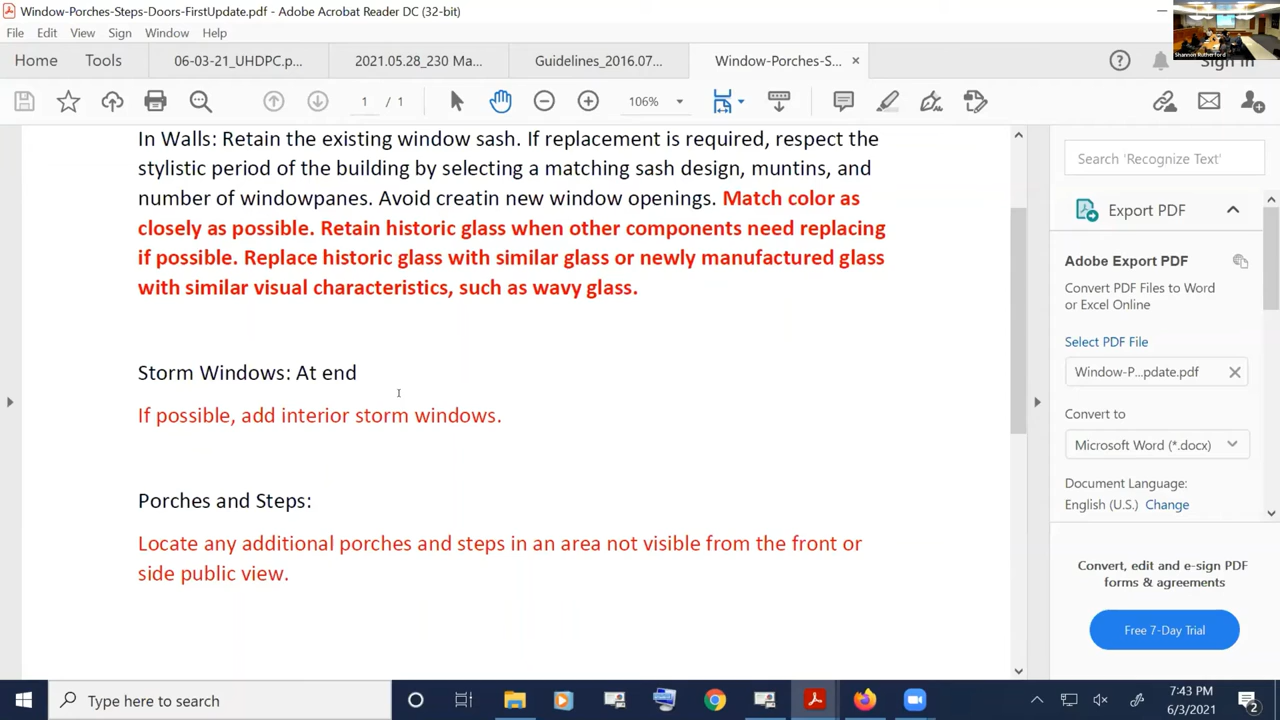 Window-Porches-Steps-Doors-FirstUpdate.pdf - Adobe Acrobat Reader DC (32-bit)
File Edit View Sign Window Help
Home Tools 06-03-21_UHDPC.p... 2021.05.28_230 Ma... Guidelines_2016.07... Window-Porches-S... × Sign In
Shannon Rutherford
1 / 1 106%
In Walls: Retain the existing window sash. If replacement is required, respect the
stylistic period of the building by selecting a matching sash design, muntins, and
number of windowpanes. Avoid creatin new window openings. Match color as
closely as possible. Retain historic glass when other components need replacing
if possible. Replace historic glass with similar glass or newly manufactured glass
with similar visual characteristics, such as wavy glass.
Storm Windows: At end
If possible, add interior storm windows.
Porches and Steps:
Locate any additional porches and steps in an area not visible from the front or
side public view.
Search 'Recognize Text'
Export PDF
Adobe Export PDF
Convert PDF Files to Word
or Excel Online
Select PDF File
Window-P...pdate.pdf ×
Convert to
Microsoft Word (*.docx)
Document Language:
English (U.S.) Change
Convert, edit and e-sign PDF
forms & agreements
Free 7-Day Trial
Type here to search
7:43 PM
6/3/2021
2